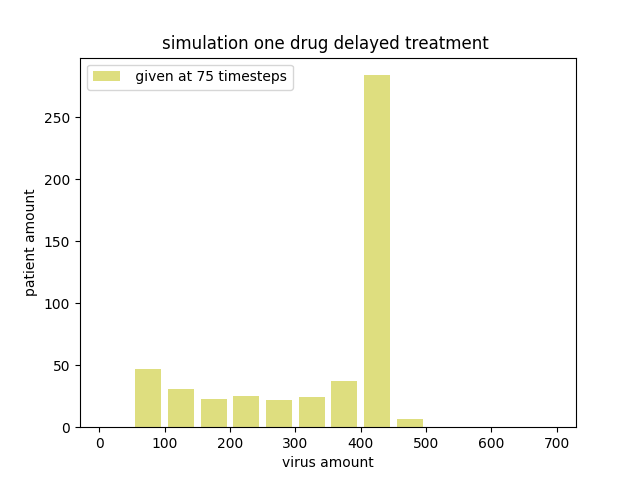 simulation one drug delayed treatment
given at 75 timesteps
250
200
150
100
50
0
patient amount
0 100 200 300 400 500 600 700
virus amount